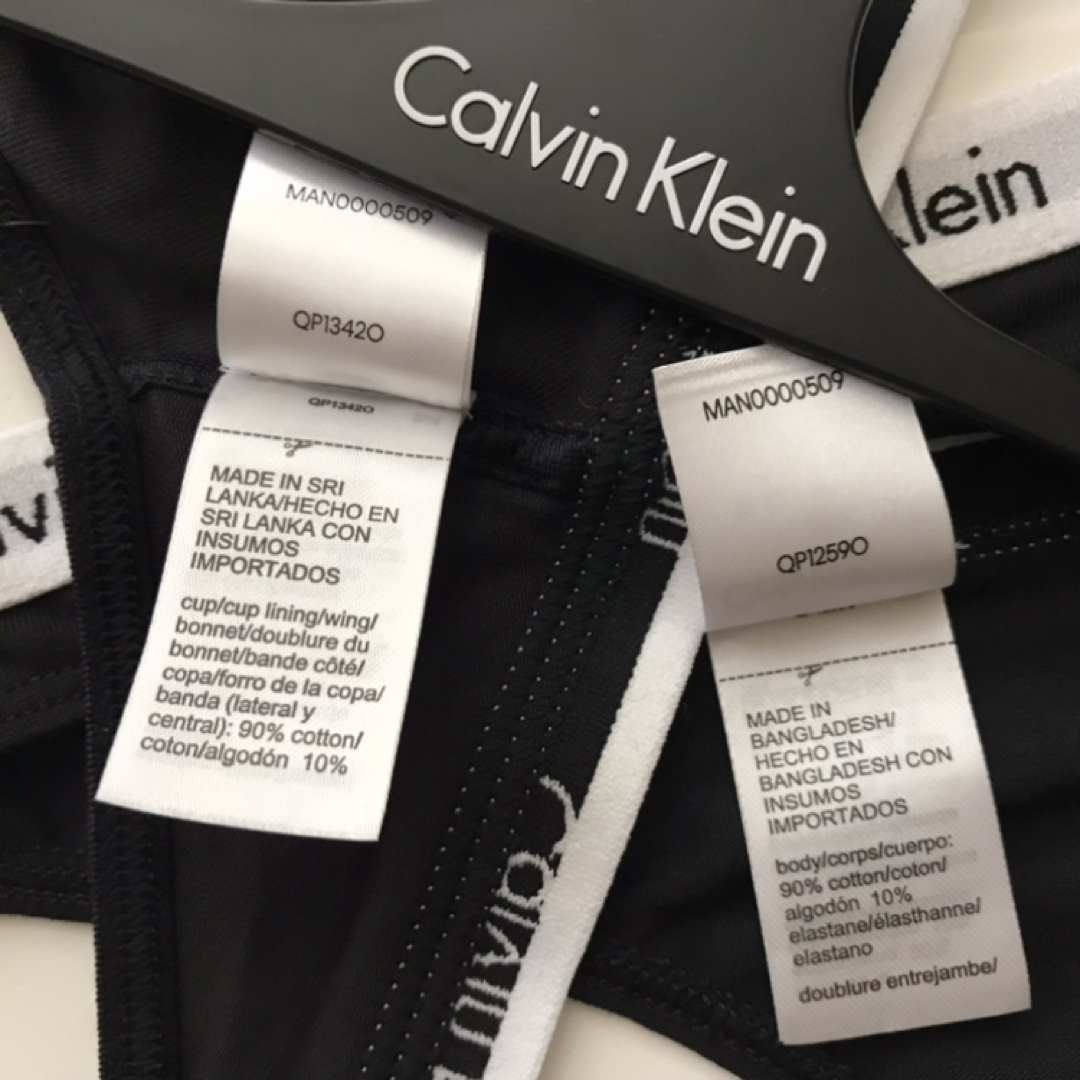 Calvin Klein
Klein
MAN0000509
QP1342O
QP1342O
MADE IN SRI
LANKA/HECHO EN
SRI LANKA CON
INSUMOS
IMPORTADOS
cup/cup lining/wing/
bonnet/doublure du
bonnet/bande côté/
copa/forro de la copa/
banda (lateral y
central): 90% cotton/
coton/algodón 10%
MAN0000509
QP1259O
MADE IN
BANGLADESH/
HECHO EN
BANGLADESH CON
INSUMOS
IMPORTADOS
body/corps/cuerpo:
90% cotton/coton/
algodón 10%
elastane/élasthanne/
elastano
doublure entrejambe/